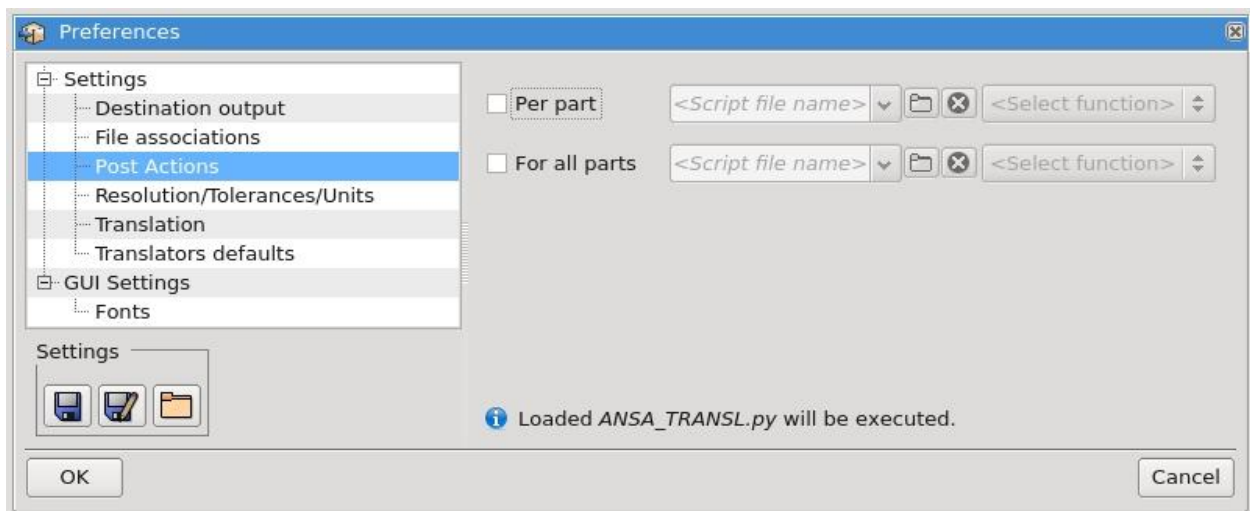 Preferences
Settings
Destination output
File associations
Post Actions
Resolution/Tolerances/Units
Translation
Translators defaults
GUI Settings
Fonts
Settings
Per part <Script file name> <Select function>
For all parts <Script file name> <Select function>
Loaded ANSA_TRANSL.py will be executed.
OK Cancel